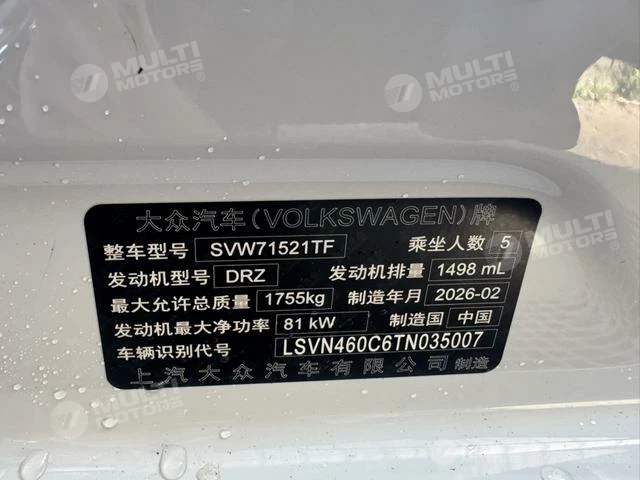 MULTI MOTORS
MULTI MOTORS
大众汽车(VOLKSWAGEN)牌
整车型号 SVW71521TF 乘坐人数 5
发动机型号 DRZ 发动机排量 1498 mL
最大允许总质量 1755kg 制造年月 2026-02
发动机最大净功率 81 kW 制造国 中国
车辆识别代号 LSVN460C6TN035007
上汽大众汽车有限公司 制造
MULTI MOTORS
MULTI MOTORS